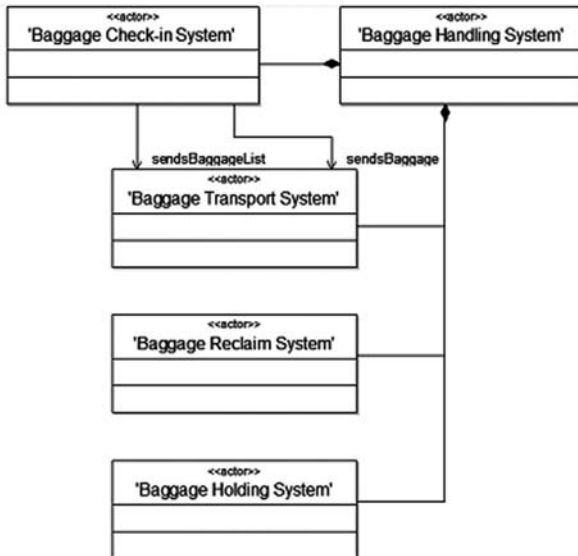 <<actor>>
'Baggage Check-in System'
<<actor>>
'Baggage Handling System'
sendsBaggageList
sendsBaggage
<<actor>>
'Baggage Transport System'
<<actor>>
'Baggage Reclaim System'
<<actor>>
'Baggage Holding System'